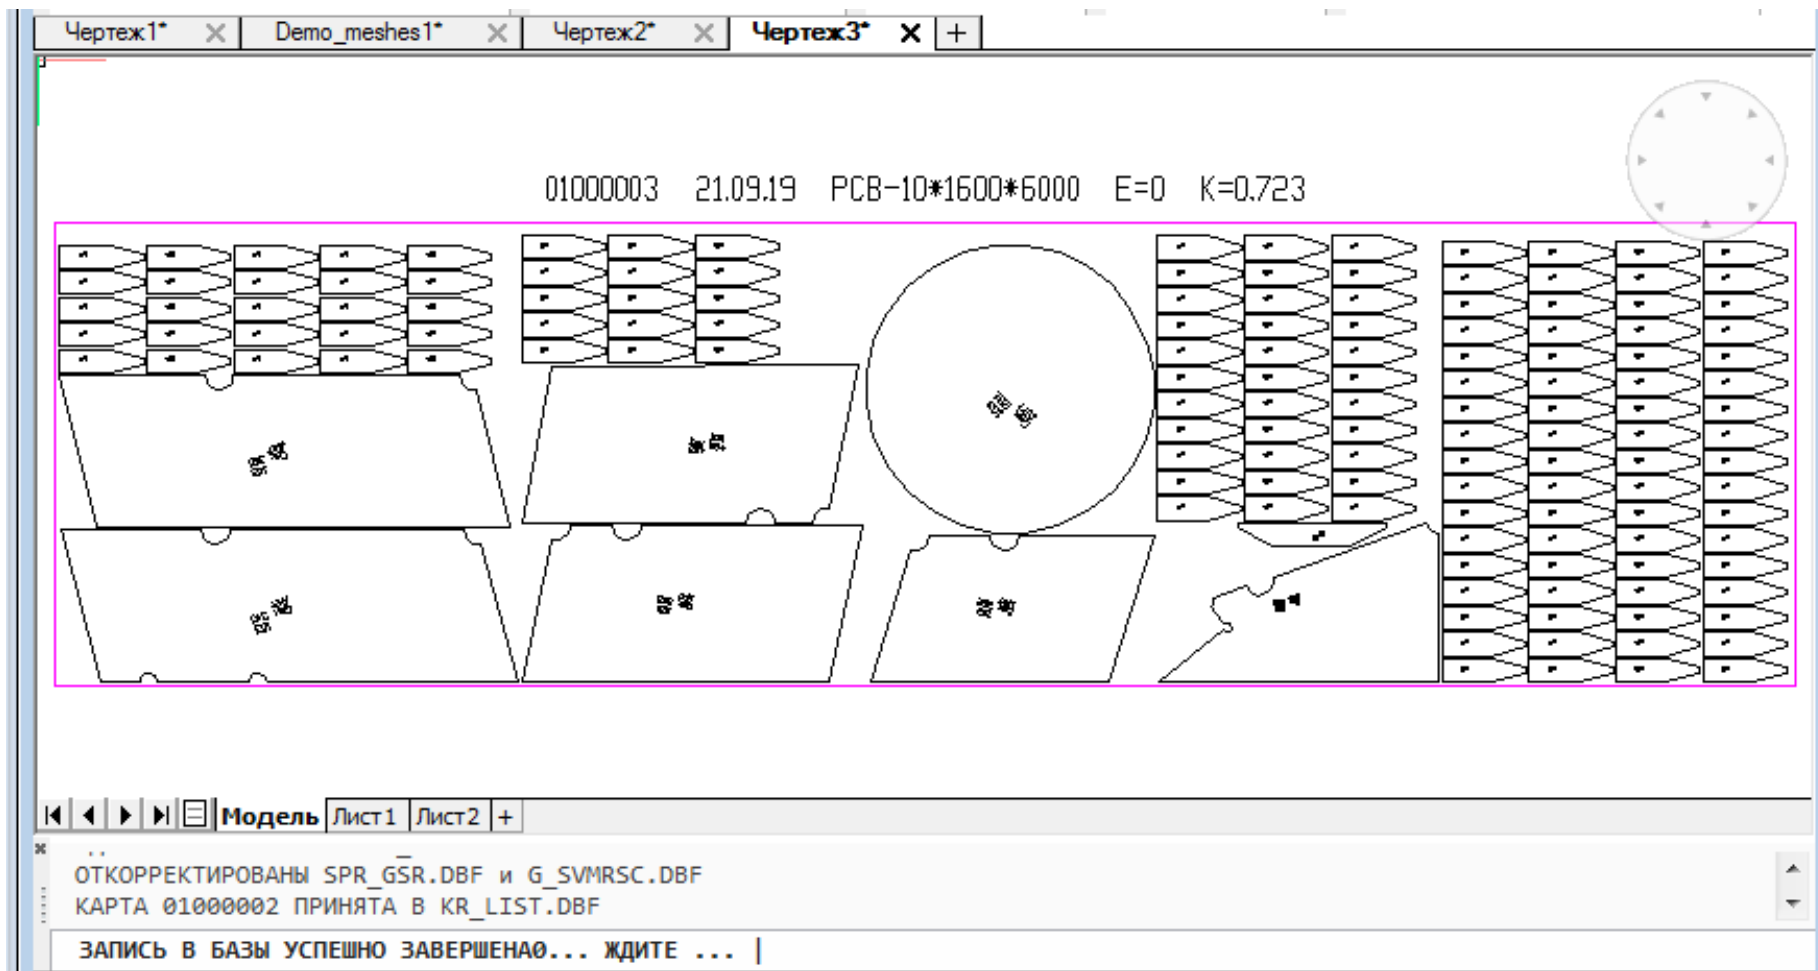 Чертеж1* Demo_meshes1* Чертеж2* Чертеж3* +
01000003 21.09.19 РСВ-10*1600*6000 E=0 K=0.723
Модель Лист1 Лист2 +
ОТКОРРЕКТИРОВАНЫ SPR_GSR.DBF и G_SVMRSC.DBF
КАРТА 01000002 ПРИНЯТА В KR_LIST.DBF
ЗАПИСЬ В БАЗЫ УСПЕШНО ЗАВЕРШЕНА0... ЖДИТЕ ...